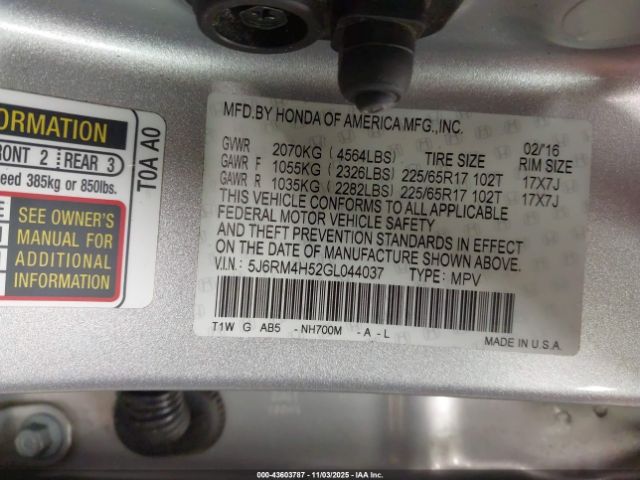 ORMATION
RONT 2 REAR 3
eed 385kg or 850lbs.
SEE OWNER'S
MANUAL FOR
ADDITIONAL
INFORMATION
T0A A0
MFD.BY HONDA OF AMERICA MFG.,INC.
02/'16
GVWR 2070KG (4564LBS) TIRE SIZE RIM SIZE
GAWR F 1055KG (2326LBS) 225/65R17 102T 17X7J
GAWR R 1035KG (2282LBS) 225/65R17 102T 17X7J
THIS VEHICLE CONFORMS TO ALL APPLICABLE
FEDERAL MOTOR VEHICLE SAFETY
AND THEFT PREVENTION STANDARDS IN EFFECT
ON THE DATE OF MANUFACTURE SHOWN ABOVE.
V.I.N.: 5J6RM4H52GL044037 TYPE: MPV
T1W G AB5 -NH700M -A-L
MADE IN U.S.A.
000-43603787 - 11/03/2025 - IAA Inc.